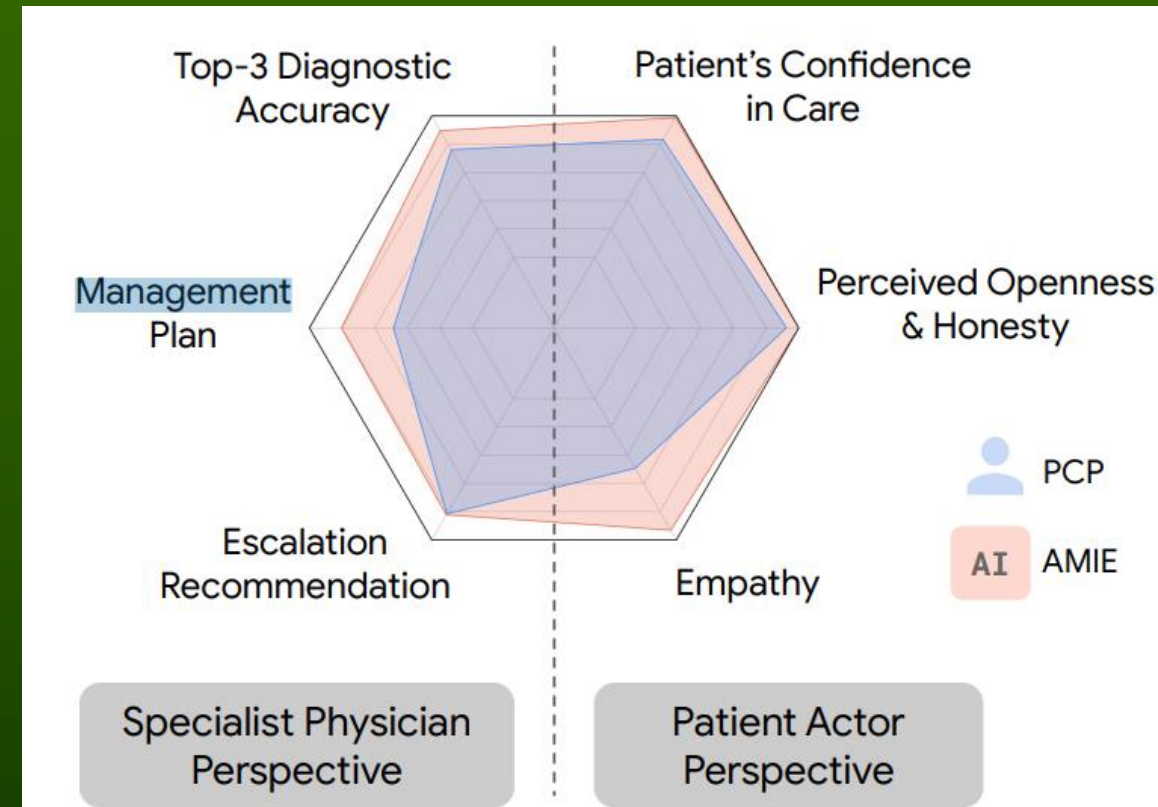 Top-3 Diagnostic
Accuracy
Patient’s Confidence
in Care
Management
Plan
Perceived Openness
& Honesty
Escalation
Recommendation
Empathy
PCP
AI AMIE
Specialist Physician
Perspective
Patient Actor
Perspective